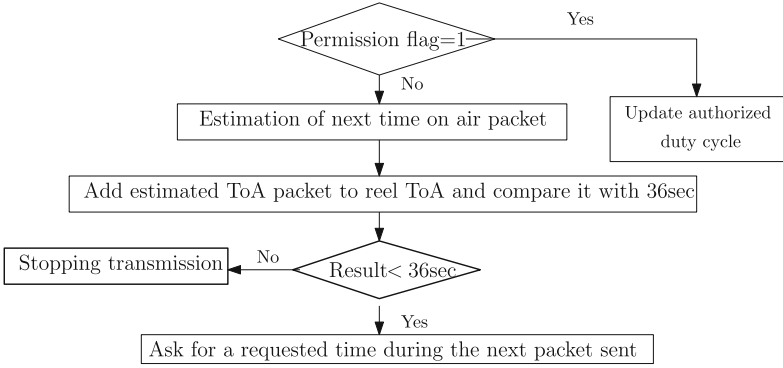 Yes
Permission flag=1
No
Update authorized
duty cycle
Estimation of next time on air packet
Add estimated ToA packet to reel ToA and compare it with 36sec
No
Stopping transmission
Result< 36sec
Yes
Ask for a requested time during the next packet sent